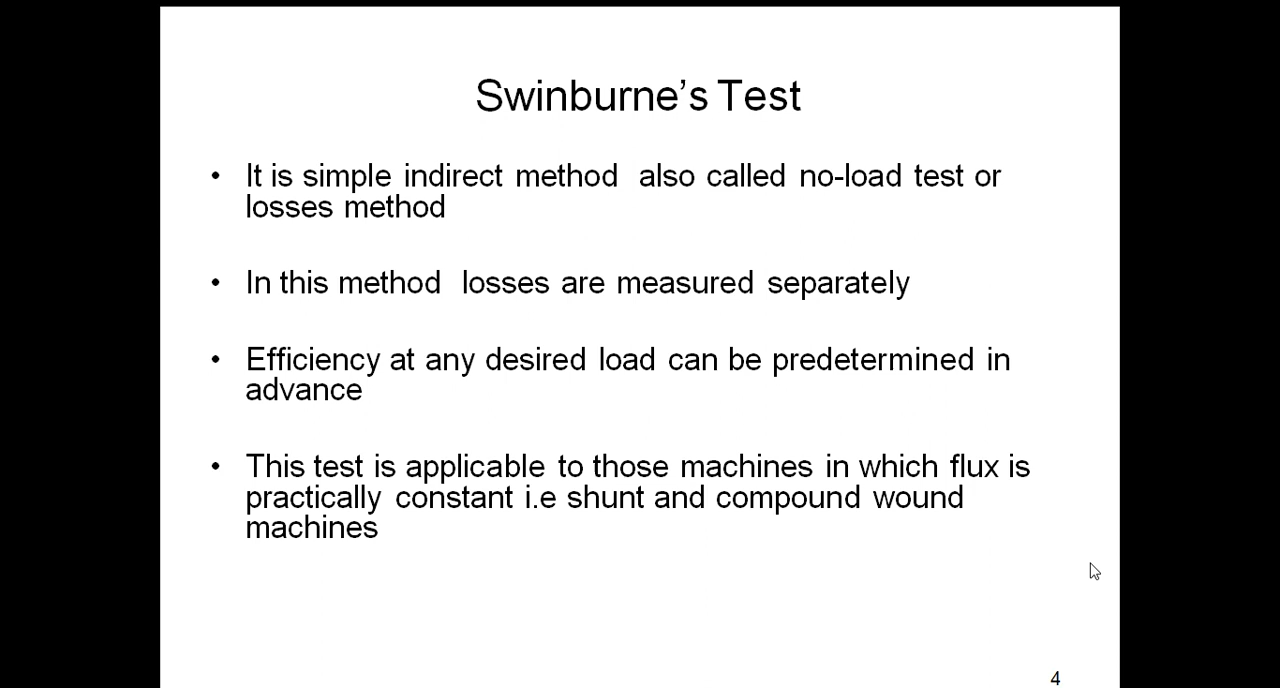 Swinburne’s Test
• It is simple indirect method also called no-load test or
losses method
• In this method losses are measured separately
• Efficiency at any desired load can be predetermined in
advance
• This test is applicable to those machines in which flux is
practically constant i.e shunt and compound wound
machines
4